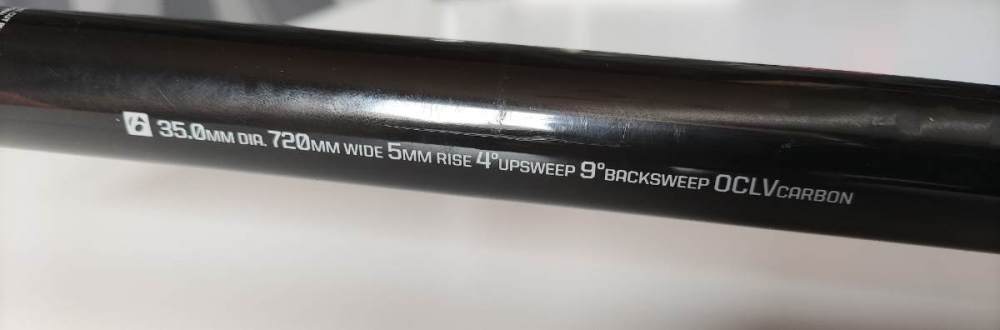 35.0MM DIA. 720MM WIDE 5MM RISE 4°UPSWEEP 9°BACKSWEEP OCLVCARBON